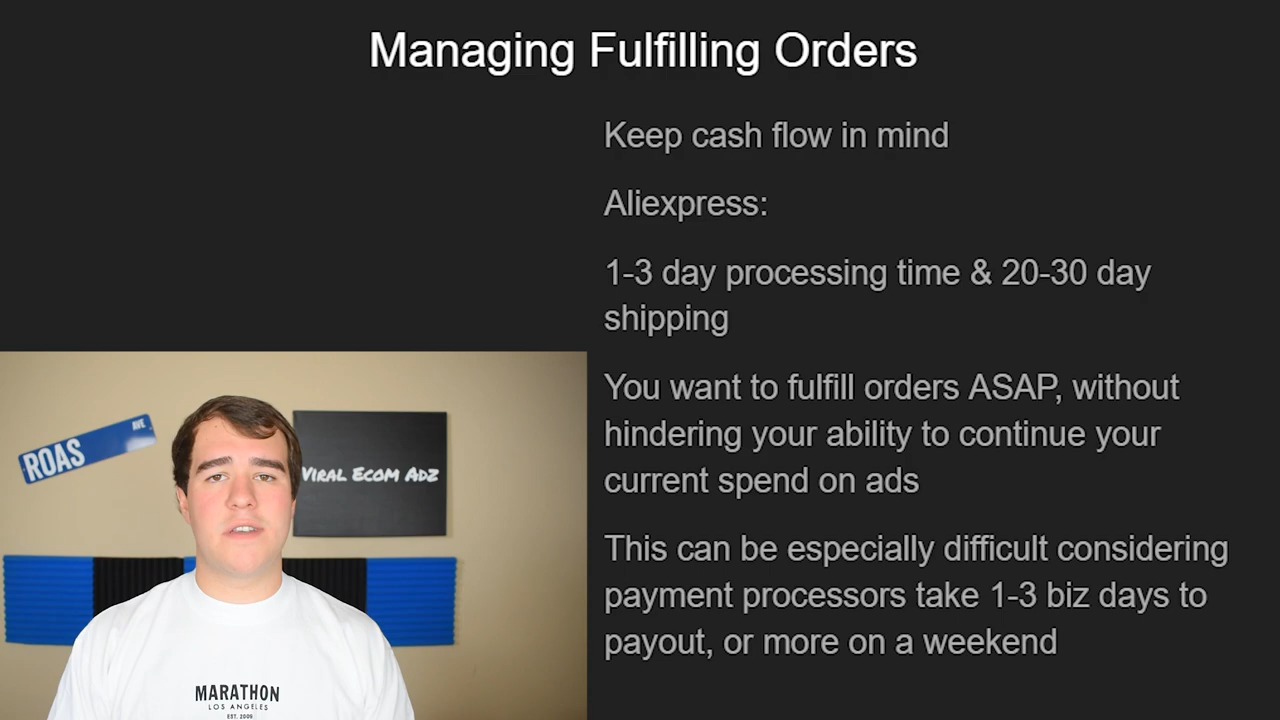 Managing Fulfilling Orders
Keep cash flow in mind
Aliexpress:
1-3 day processing time & 20-30 day
shipping
You want to fulfill orders ASAP, without
hindering your ability to continue your
current spend on ads
This can be especially difficult considering
payment processors take 1-3 biz days to
payout, or more on a weekend
ROAS AVE
VIRAL ECOM ADZ
MARATHON
LOS ANGELES
EST. 2009